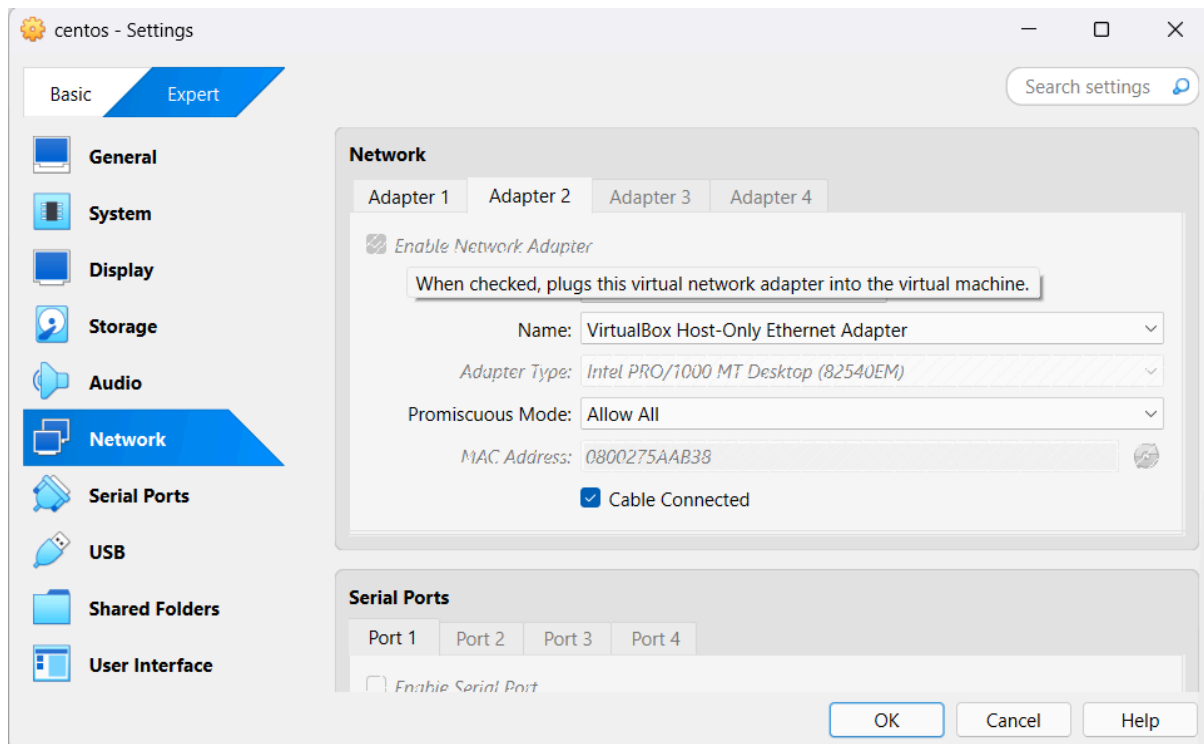 centos - Settings
Basic
Expert
Search settings
General
System
Display
Storage
Audio
Network
Serial Ports
USB
Shared Folders
User Interface
Network
Adapter 1 Adapter 2 Adapter 3 Adapter 4
Enable Network Adapter
When checked, plugs this virtual network adapter into the virtual machine.
Name: VirtualBox Host-Only Ethernet Adapter
Adapter Type: Intel PRO/1000 MT Desktop (82540EM)
Promiscuous Mode: Allow All
MAC Address: 0800275AAB38
Cable Connected
Serial Ports
Port 1 Port 2 Port 3 Port 4
Enable Serial Port
OK Cancel Help